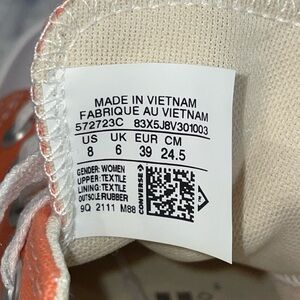 MADE IN VIETNAM
FABRIQUE AU VIETNAM
572723C 83X5J8V301003
US UK EUR CM
8 6 39 24.5
GENDER: WOMEN
UPPER: TEXTILE
LINING: TEXTILE
OUTSOLE: RUBBER
9Q 2111 M88
CONVERSE